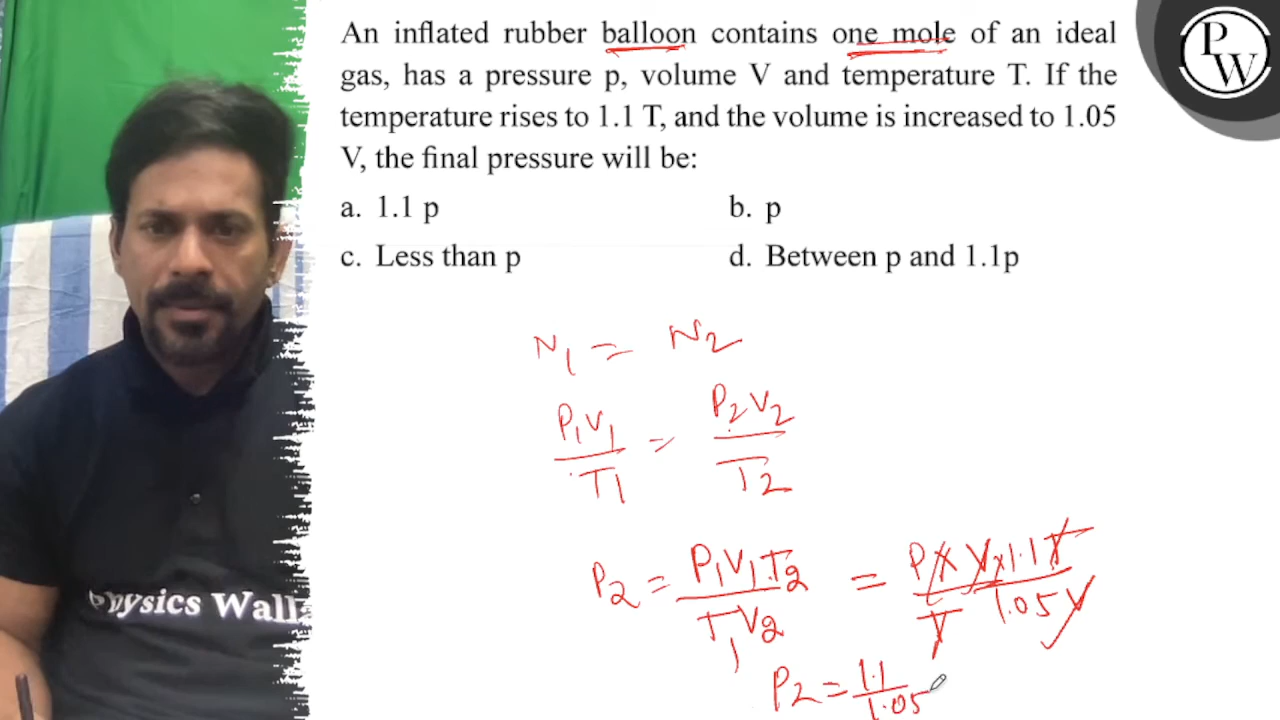 An inflated rubber balloon contains one mole of an ideal
gas, has a pressure p, volume V and temperature T. If the
temperature rises to 1.1 T, and the volume is increased to 1.05
V, the final pressure will be:
a. 1.1 p
b. p
c. Less than p
d. Between p and 1.1p
N₁ = N₂
P₁V₁/T₁ = P₂V₂/T₂
P₂ = P₁V₁T₂/T₁V₂ = P × V × 1.1T/T 1.05V
P₂ = 1.1/1.05
PW
Physics Walla